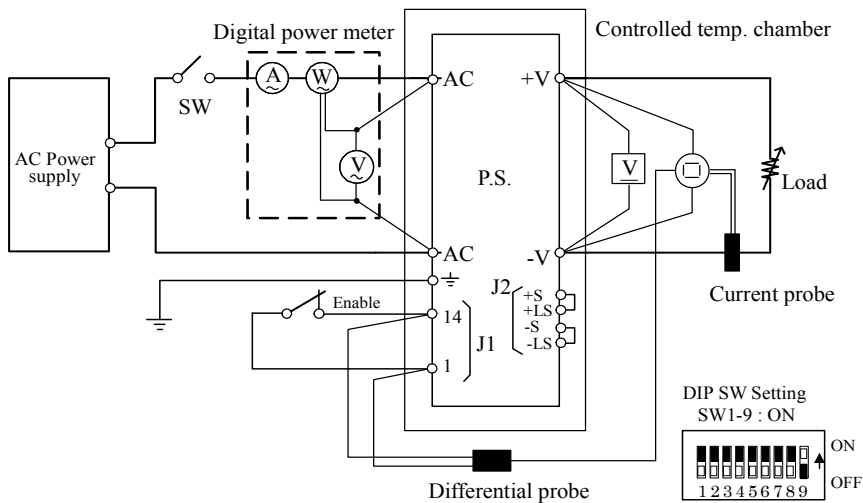 Digital power meter
Controlled temp. chamber
SW
A
W
V
AC
+V
AC Power
supply
P.S.
V
Load
AC
-V
Current probe
Enable
14
J1
1
J2
+S
+LS
-S
-LS
Differential probe
DIP SW Setting
SW1-9 : ON
ON
OFF
1 2 3 4 5 6 7 8 9